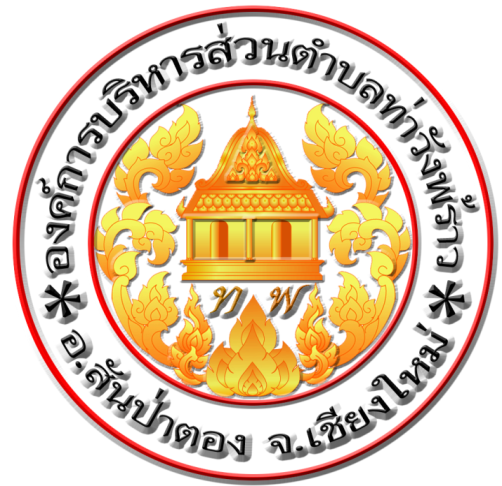 องค์การบริหารส่วนตำบลท่าวังพร้าว
ท พ
* อ.สันป่าตอง จ.เชียงใหม่ *